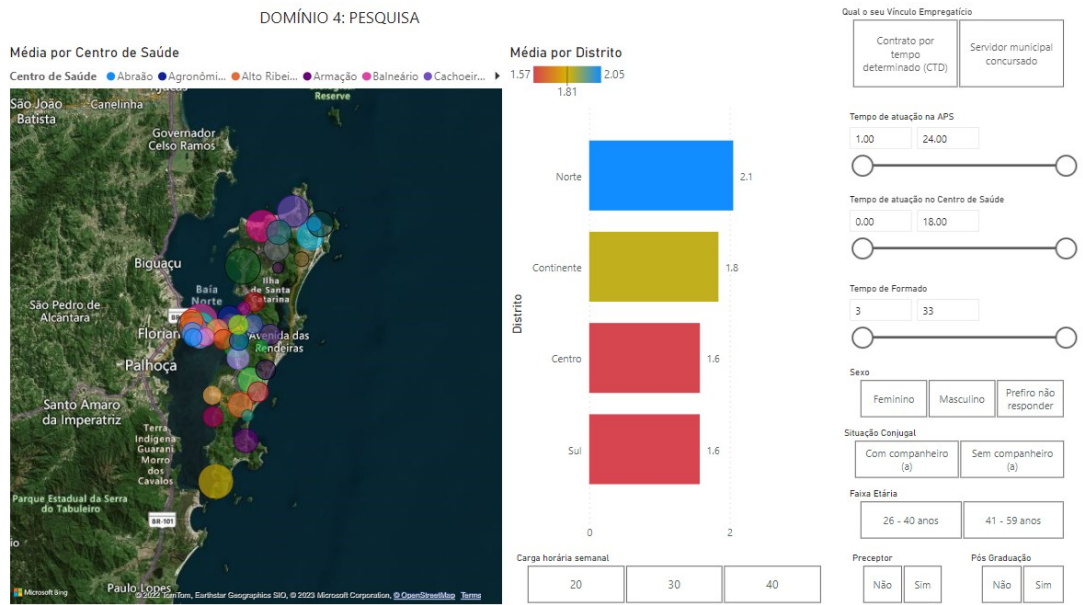 DOMÍNIO 4: PESQUISA
Média por Centro de Saúde
Centro de Saúde Abraão Agronômi... Alto Ribei... Armação Balneário Cachoeir...
São João
Batista
Canelinha
Reserve
Governador
Celso Ramos
Biguaçu
Baía
Norte
Ilha
de Santa
Catarina
São Pedro de
Alcântara
BR
Florian
Avenida das
Rendeiras
Palhoça
Santo Amaro
da Imperatriz
Terra
Indígena
Guarani
Morro
dos
Cavalos
Parque Estadual da Serra
do Tabuleiro
BR-101
io
Paulo Lopes
Microsoft Bing
© 2022 TomTom, Earthstar Geographics SIO, © 2023 Microsoft Corporation, © OpenStreetMap Terms
Média por Distrito
1.57 2.05
1.81
Distrito
Norte 2.1
Continente 1.8
Centro 1.6
Sul 1.6
0 2
Carga horária semanal
20 30 40
Qual o seu Vínculo Empregatício
Contrato por
tempo
determinado (CTD)
Servidor municipal
concursado
Tempo de atuação na APS
1.00 24.00
Tempo de atuação no Centro de Saúde
0.00 18.00
Tempo de Formado
3 33
Sexo
Feminino Masculino Prefiro não
responder
Situação Conjugal
Com companheiro
(a)
Sem companheiro
(a)
Faixa Etária
26 - 40 anos 41 - 59 anos
Preceptor
Não Sim
Pós Graduação
Não Sim